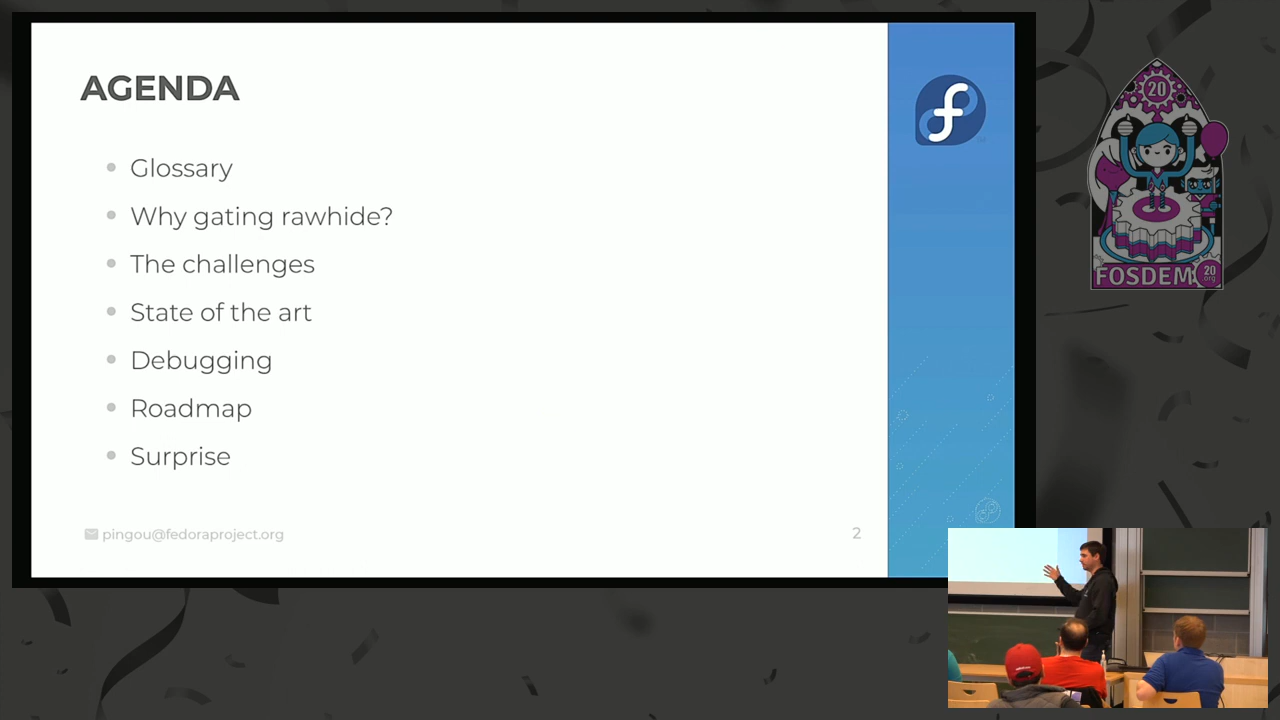 AGENDA
Glossary
Why gating rawhide?
The challenges
State of the art
Debugging
Roadmap
Surprise
pingou@fedoraproject.org
2
20
FOSDEM
20
.org